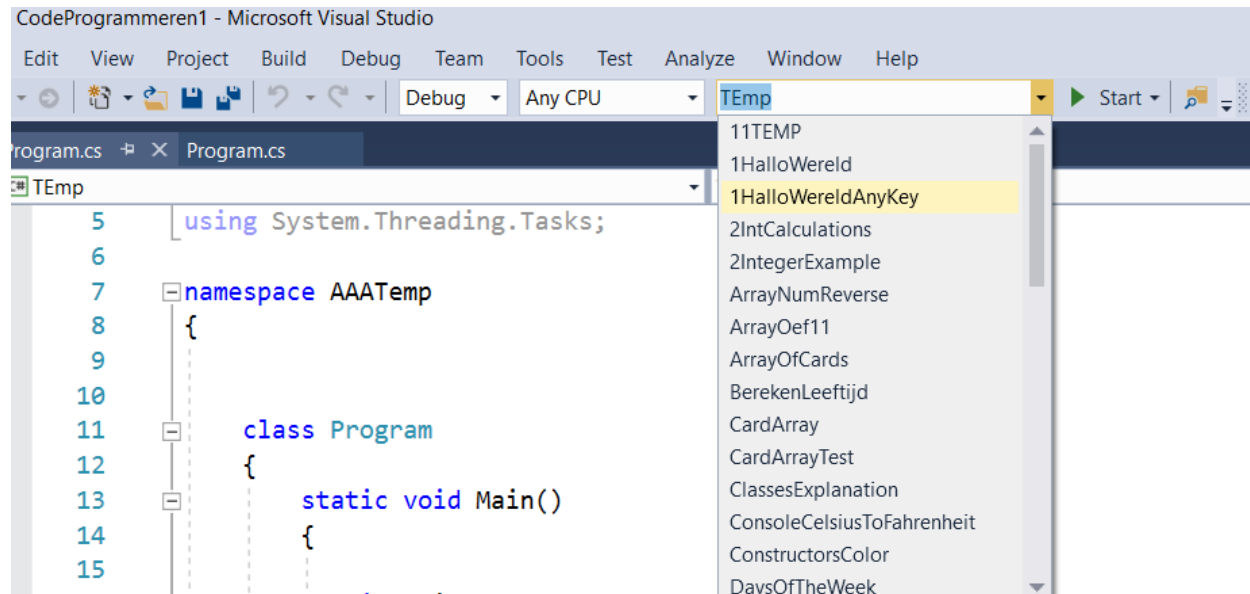 CodeProgrammeren1 - Microsoft Visual Studio
Edit View Project Build Debug Team Tools Test Analyze Window Help
Debug Any CPU TEmp Start
rogram.cs Program.cs
C# TEmp
11TEMP
1HalloWereld
1HalloWereldAnyKey
2IntCalculations
2IntegerExample
ArrayNumReverse
ArrayOef11
ArrayOfCards
BerekenLeeftijd
CardArray
CardArrayTest
ClassesExplanation
ConsoleCelsiusToFahrenheit
ConstructorsColor
DaysOfTheWeek
5 using System.Threading.Tasks;
6
7 namespace AAATemp
8 {
9
10
11 class Program
12 {
13 static void Main()
14 {
15